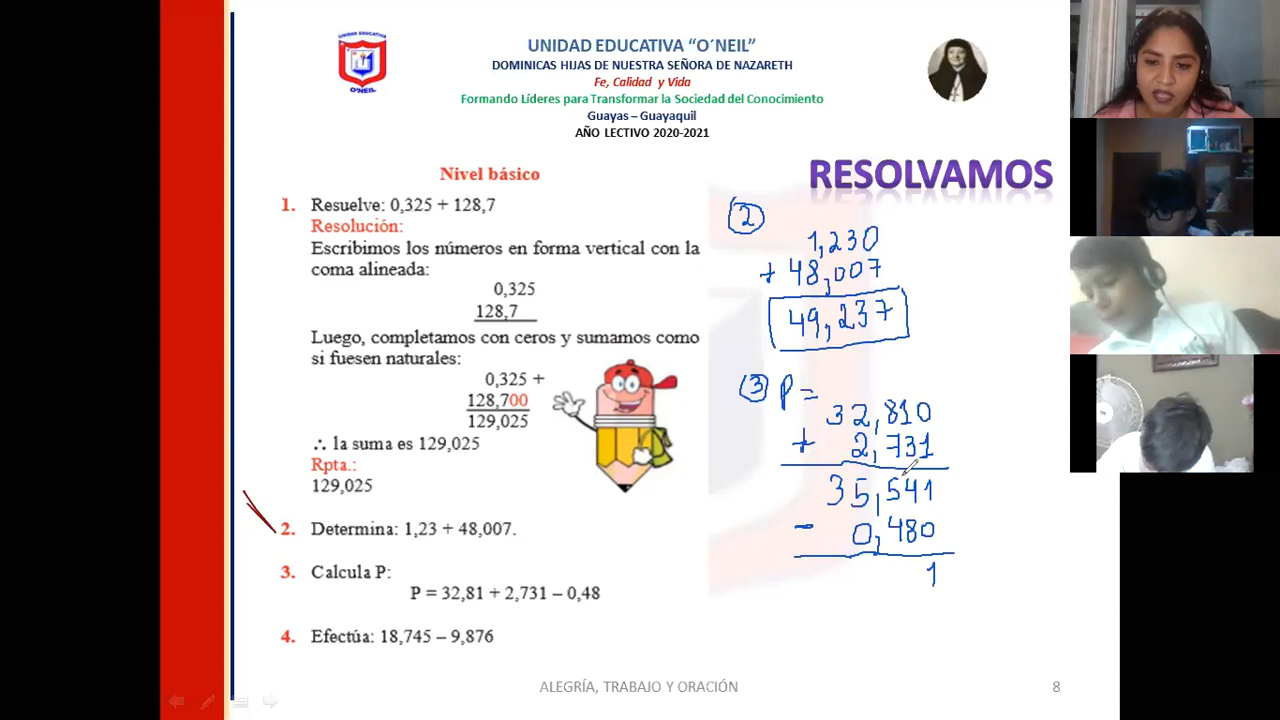 UNIDAD EDUCATIVA
O'NEIL
UNIDAD EDUCATIVA “O´NEIL”
DOMINICAS HIJAS DE NUESTRA SEÑORA DE NAZARETH
Fe, Calidad y Vida
Formando Líderes para Transformar la Sociedad del Conocimiento
Guayas – Guayaquil
AÑO LECTIVO 2020-2021
Nivel básico
1. Resuelve: 0,325 + 128,7
Resolución:
Escribimos los números en forma vertical con la
coma alineada:
0,325
128,7
Luego, completamos con ceros y sumamos como
si fuesen naturales:
0,325 +
128,700
129,025
∴ la suma es 129,025
Rpta.:
129,025
2. Determina: 1,23 + 48,007.
3. Calcula P:
P = 32,81 + 2,731 – 0,48
4. Efectúa: 18,745 – 9,876
RESOLVAMOS
2
1,230
+ 48,007
49,237
3 P =
32,810
+ 2,731
35,541
- 0,480
1
ALEGRÍA, TRABAJO Y ORACIÓN
8